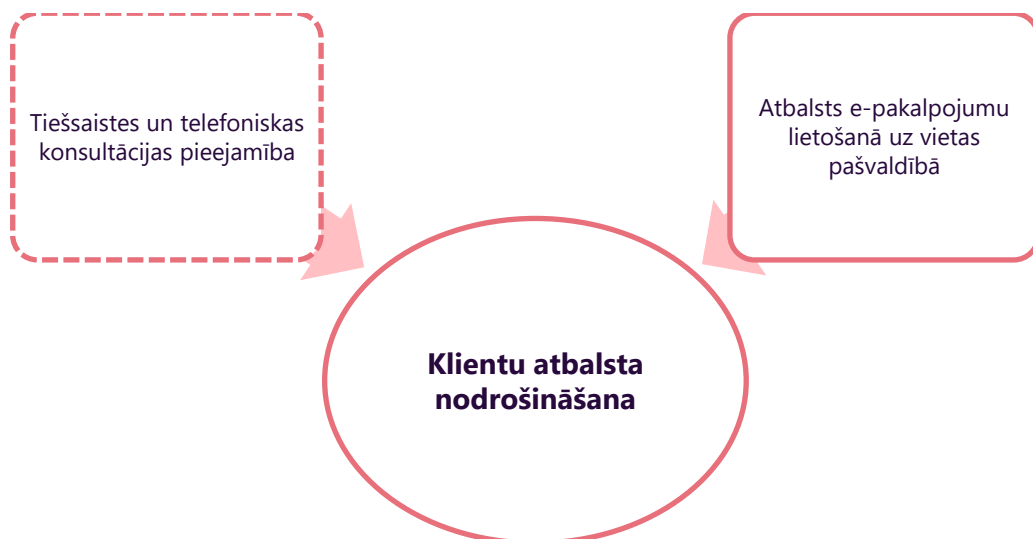 Tiešsaistes un telefoniskas
konsultācijas pieejamība
Atbalsts e-pakalpojumu
lietošanā uz vietas
pašvaldībā
Klientu atbalsta
nodrošināšana